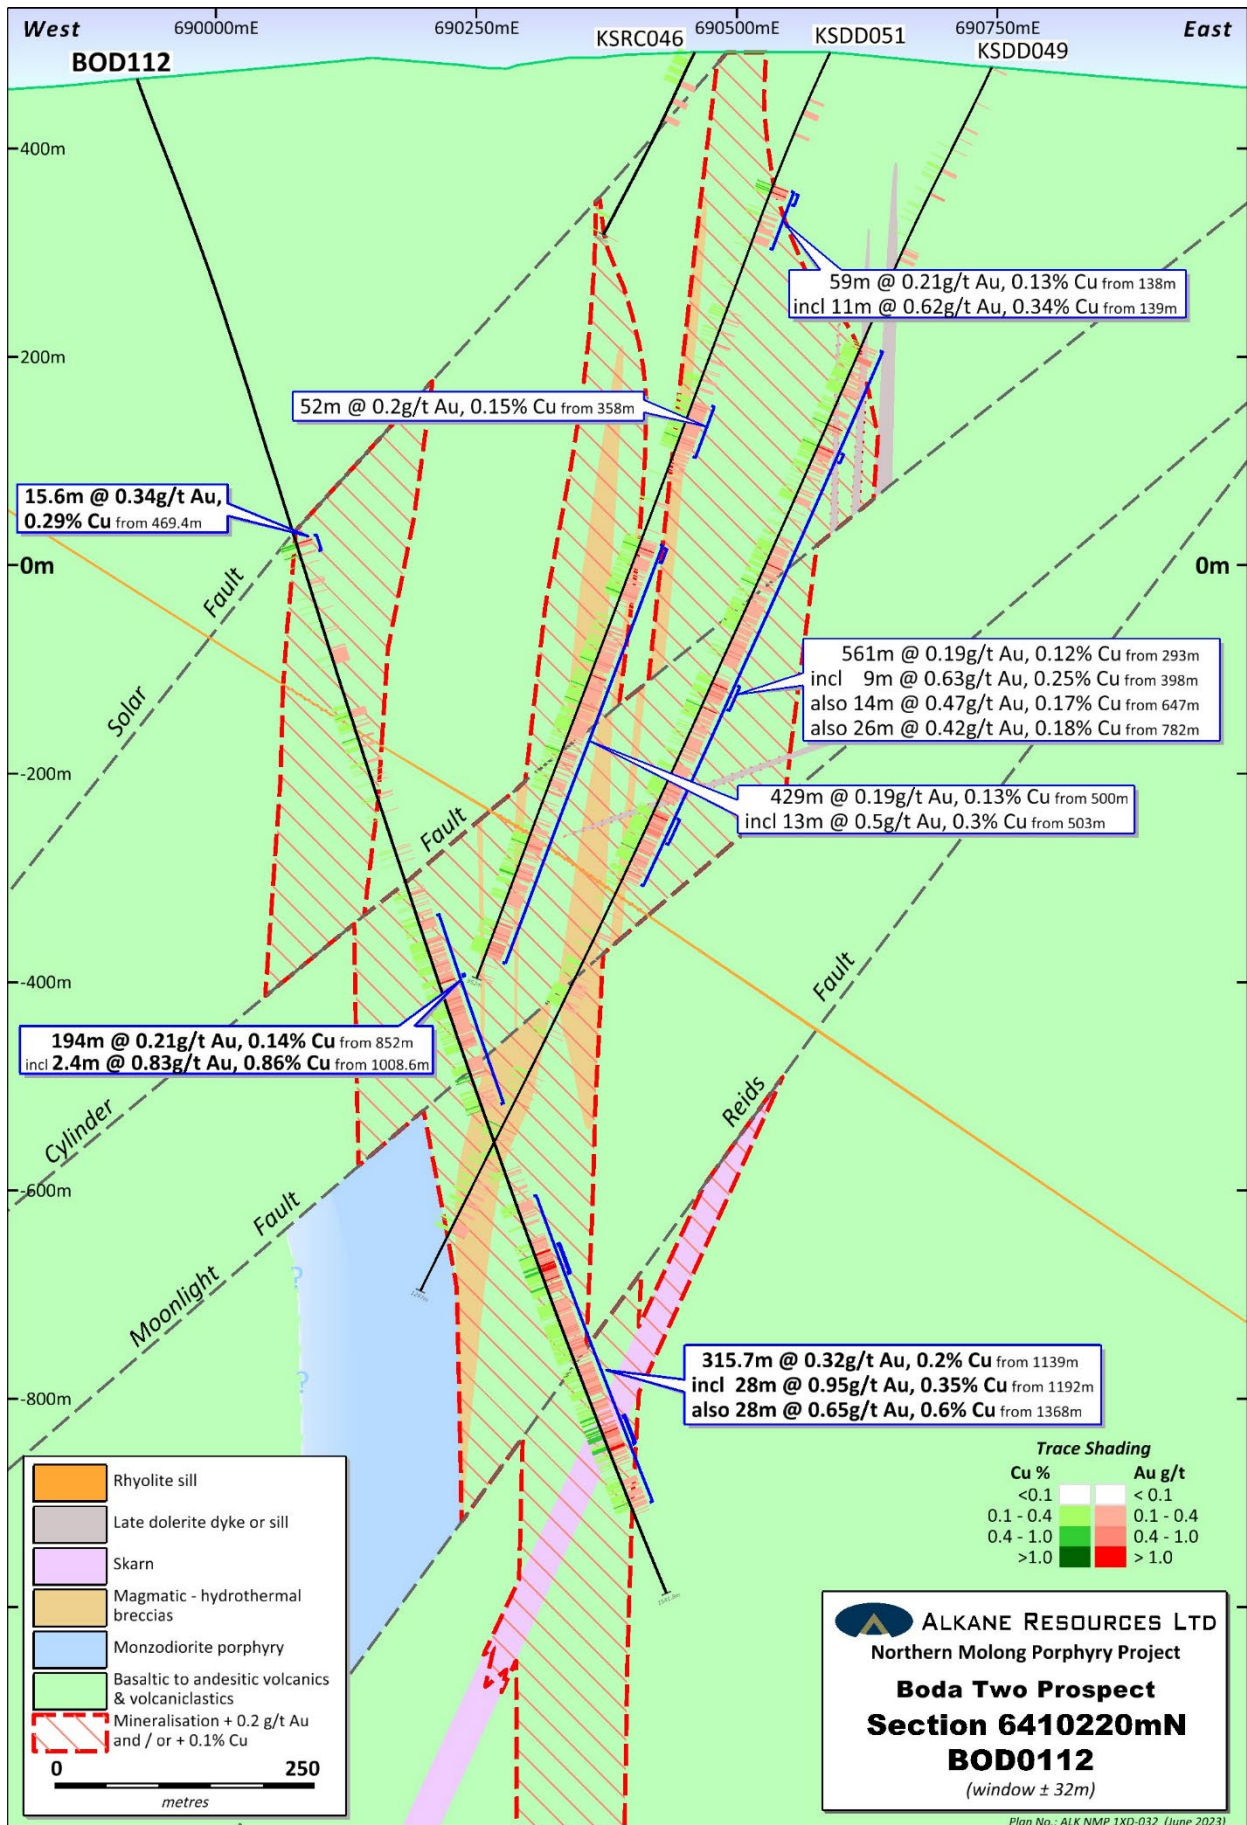 West
690000mE
690250mE
690500mE
690750mE
East
BOD112
KSRC046
KSDD051
KSDD049
400m
200m
0m
0m
-200m
-400m
-600m
-800m
59m @ 0.21g/t Au, 0.13% Cu from 138m
incl 11m @ 0.62g/t Au, 0.34% Cu from 139m
52m @ 0.2g/t Au, 0.15% Cu from 358m
15.6m @ 0.34g/t Au,
0.29% Cu from 469.4m
561m @ 0.19g/t Au, 0.12% Cu from 293m
incl 9m @ 0.63g/t Au, 0.25% Cu from 398m
also 14m @ 0.47g/t Au, 0.17% Cu from 647m
also 26m @ 0.42g/t Au, 0.18% Cu from 782m
429m @ 0.19g/t Au, 0.13% Cu from 500m
incl 13m @ 0.5g/t Au, 0.3% Cu from 503m
194m @ 0.21g/t Au, 0.14% Cu from 852m
incl 2.4m @ 0.83g/t Au, 0.86% Cu from 1008.6m
315.7m @ 0.32g/t Au, 0.2% Cu from 1139m
incl 28m @ 0.95g/t Au, 0.35% Cu from 1192m
also 28m @ 0.65g/t Au, 0.6% Cu from 1368m
Solar Fault
Cylinder Fault
Moonlight Fault
Reids Fault
?
?
Rhyolite sill
Late dolerite dyke or sill
Skarn
Magmatic - hydrothermal
breccias
Monzodiorite porphyry
Basaltic to andesitic volcanics
& volcaniclastics
Mineralisation + 0.2 g/t Au
and / or + 0.1% Cu
0 250
metres
Trace Shading
Cu % Au g/t
<0.1 < 0.1
0.1 - 0.4 0.1 - 0.4
0.4 - 1.0 0.4 - 1.0
>1.0 > 1.0
ALKANE RESOURCES LTD
Northern Molong Porphyry Project
Boda Two Prospect
Section 6410220mN
BOD0112
(window ± 32m)
Plan No.: ALK NMP 1XD-032 (June 2023)